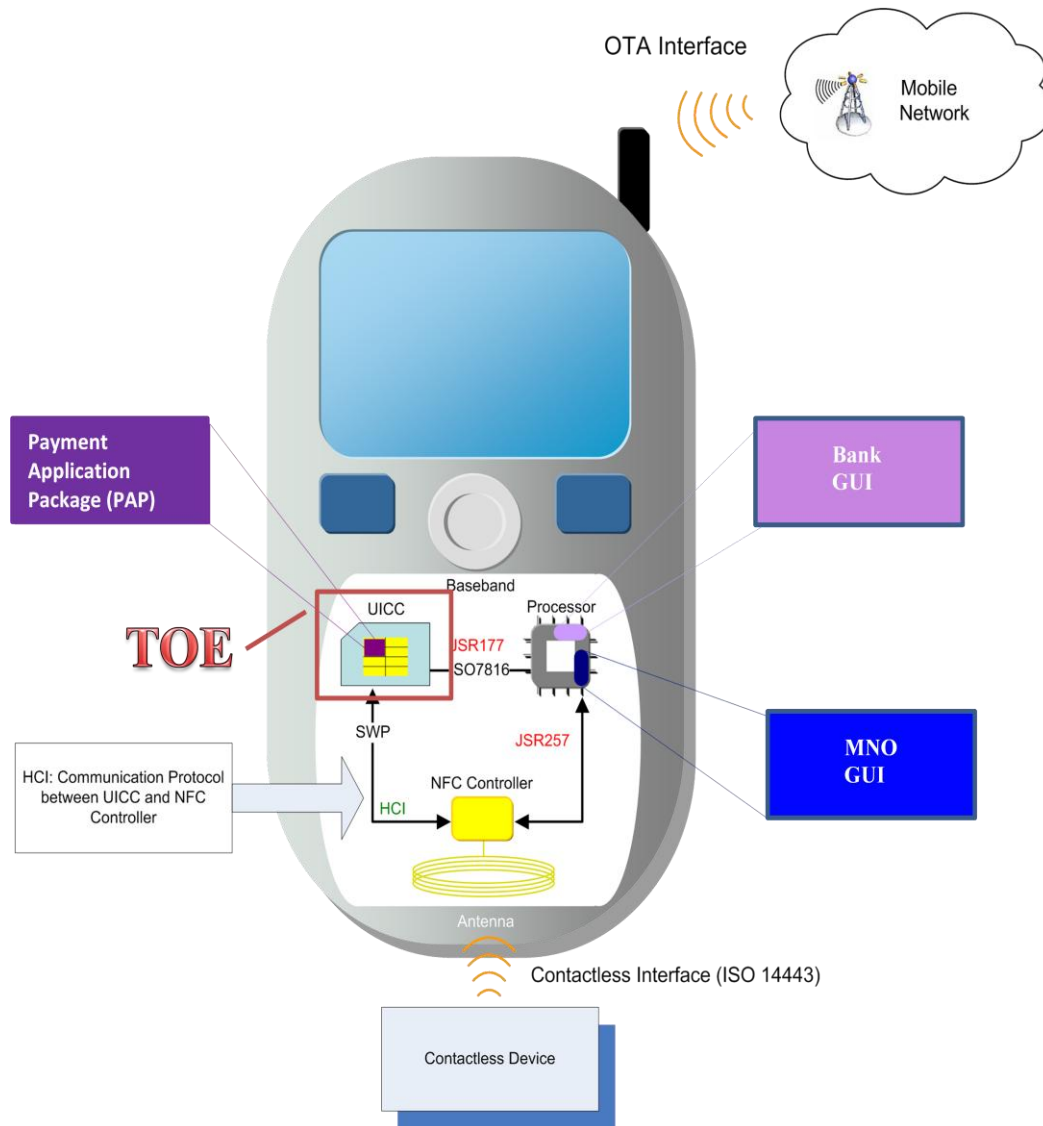 OTA Interface
Mobile
Network
Payment
Application
Package (PAP)
Bank
GUI
Baseband
UICC
Processor
TOE
JSR177
SO7816
SWP
JSR257
MNO
GUI
HCI: Communication Protocol
between UICC and NFC
Controller
NFC Controller
HCI
Antenna
Contactless Interface (ISO 14443)
Contactless Device